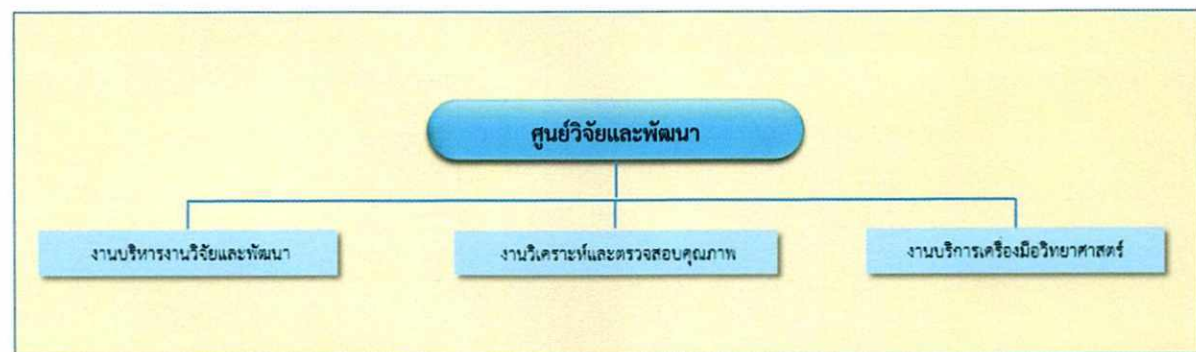 ศูนย์วิจัยและพัฒนา
งานบริหารงานวิจัยและพัฒนา
งานวิเคราะห์และตรวจสอบคุณภาพ
งานบริการเครื่องมือวิทยาศาสตร์